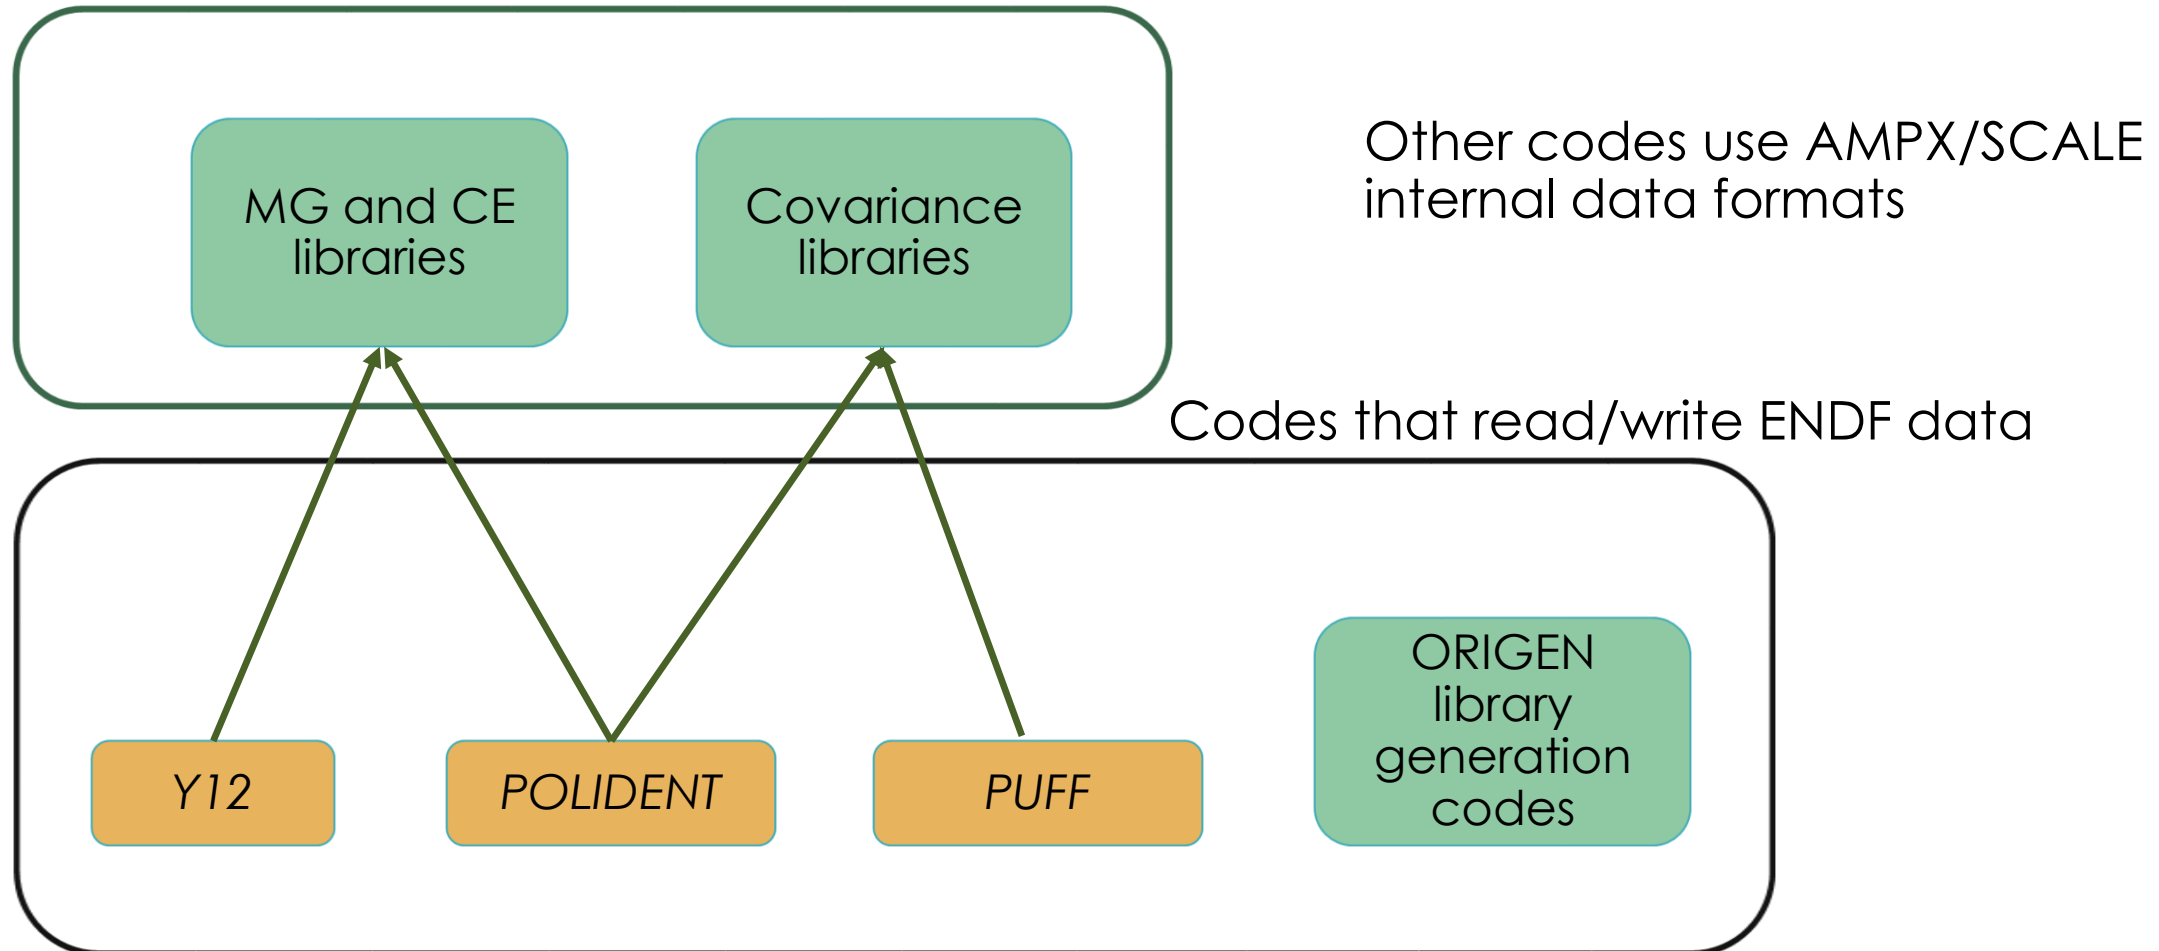 MG and CE
libraries
Covariance
libraries
Other codes use AMPX/SCALE
internal data formats
Codes that read/write ENDF data
Y12
POLIDENT
PUFF
ORIGEN
library
generation
codes